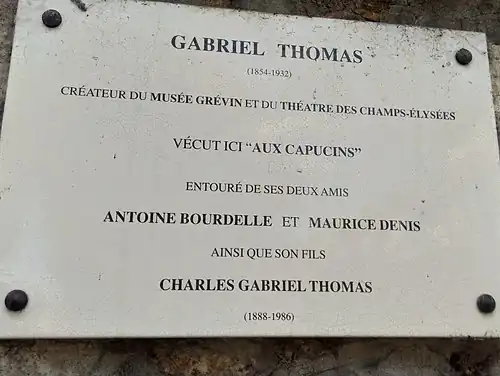 GABRIEL THOMAS
(1854-1932)
CRÉATEUR DU MUSÉE GRÉVIN ET DU THÉATRE DES CHAMPS-ÉLYSÉES
VÉCUT ICI "AUX CAPUCINS"
ENTOURÉ DE SES DEUX AMIS
ANTOINE BOURDELLE ET MAURICE DENIS
AINSI QUE SON FILS
CHARLES GABRIEL THOMAS
(1888-1986)